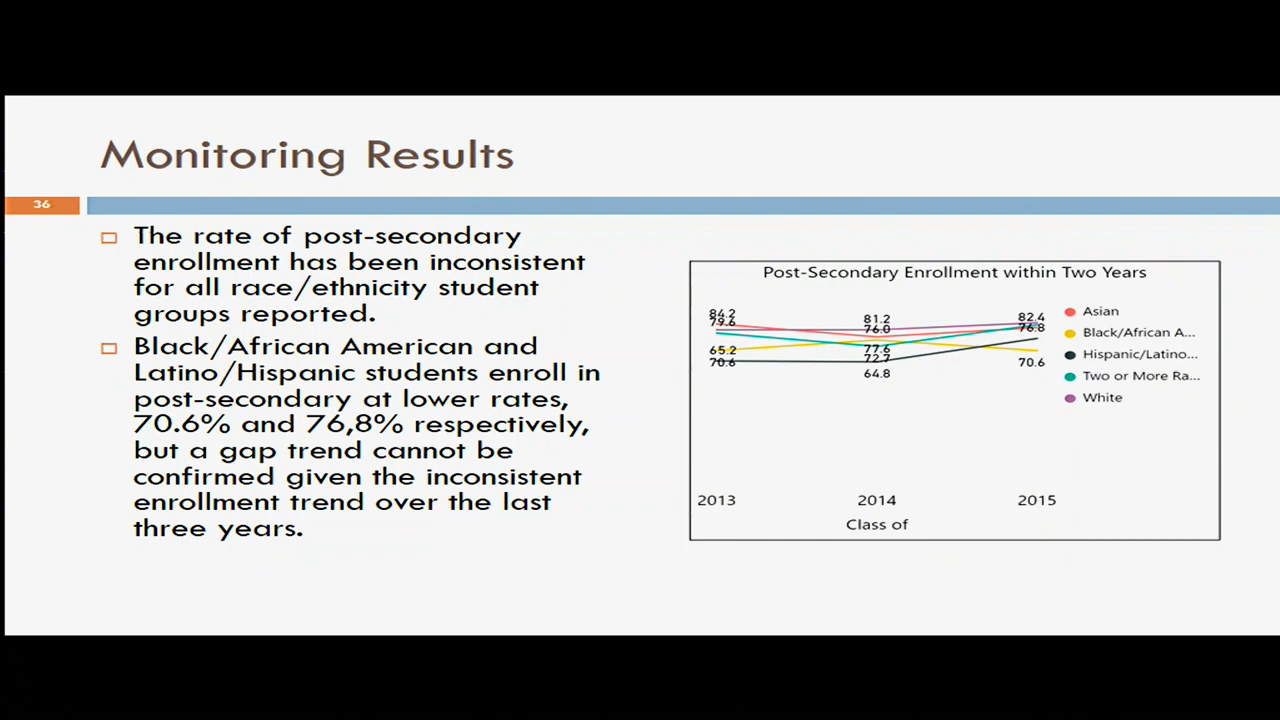 Monitoring Results
36
The rate of post-secondary
enrollment has been inconsistent
for all race/ethnicity student
groups reported.
Black/African American and
Latino/Hispanic students enroll in
post-secondary at lower rates,
70.6% and 76,8% respectively,
but a gap trend cannot be
confirmed given the inconsistent
enrollment trend over the last
three years.
Post-Secondary Enrollment within Two Years
84.2
77.6
65.2
70.6
81.2
76.0
77.6
72.7
64.8
82.4
76.8
70.6
Asian
Black/African A...
Hispanic/Latino...
Two or More Ra...
White
2013
2014
2015
Class of